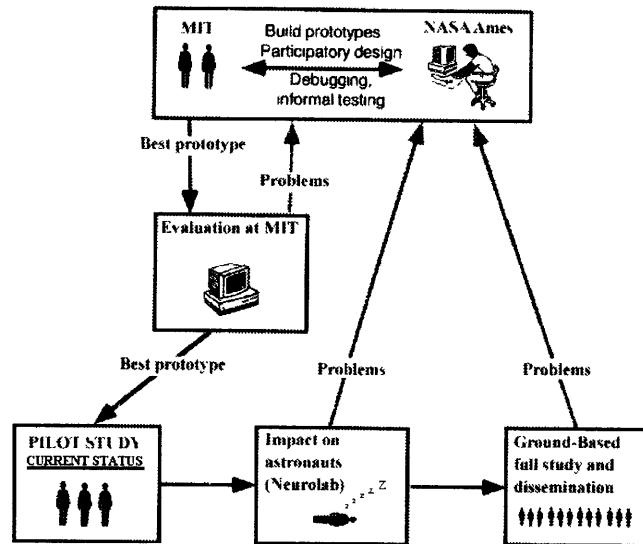 MIT
NASA Ames
Build prototypes
Participatory design
Debugging,
informal testing
Best prototype
Problems
Evaluation at MIT
Best prototype
Problems
Problems
PILOT STUDY
CURRENT STATUS
Impact on
astronauts
(Neurolab)
z z z z Z
Ground-Based
full study and
dissemination